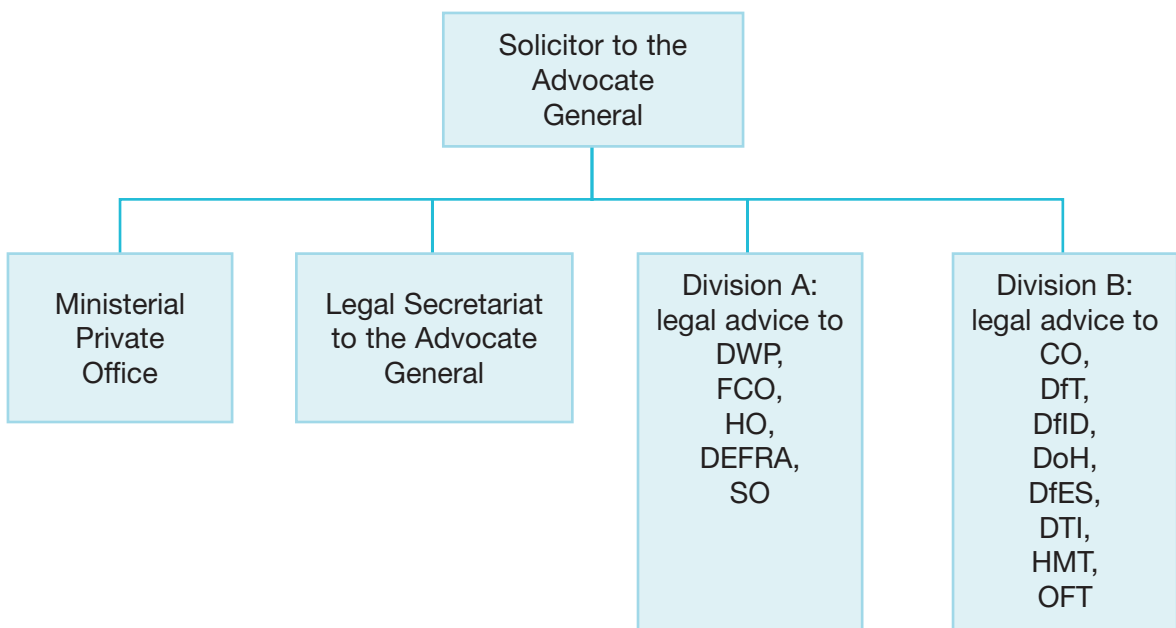 Solicitor to the
Advocate
General
Ministerial
Private
Office
Legal Secretariat
to the Advocate
General
Division A:
legal advice to
DWP,
FCO,
HO,
DEFRA,
SO
Division B:
legal advice to
CO,
DfT,
DfID,
DoH,
DfES,
DTI,
HMT,
OFT